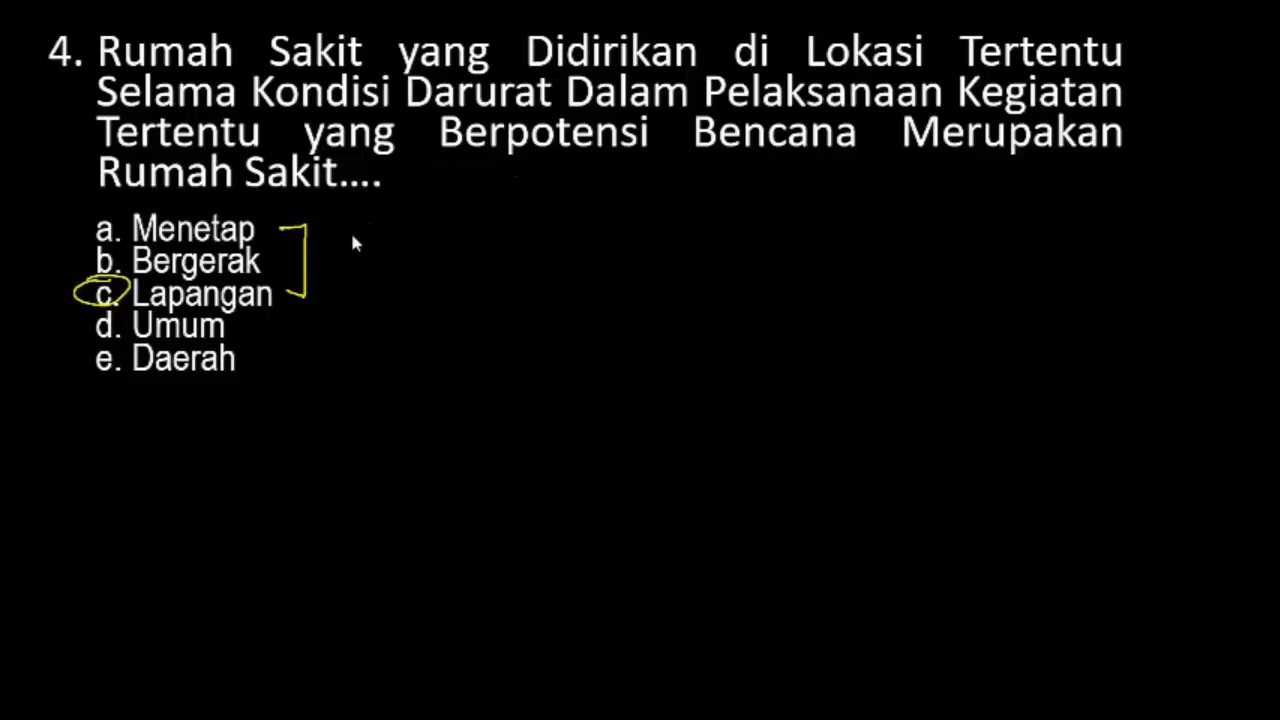 4. Rumah Sakit yang Didirikan di Lokasi Tertentu
Selama Kondisi Darurat Dalam Pelaksanaan Kegiatan
Tertentu yang Berpotensi Bencana Merupakan
Rumah Sakit....
a. Menetap
b. Bergerak
c. Lapangan
d. Umum
e. Daerah